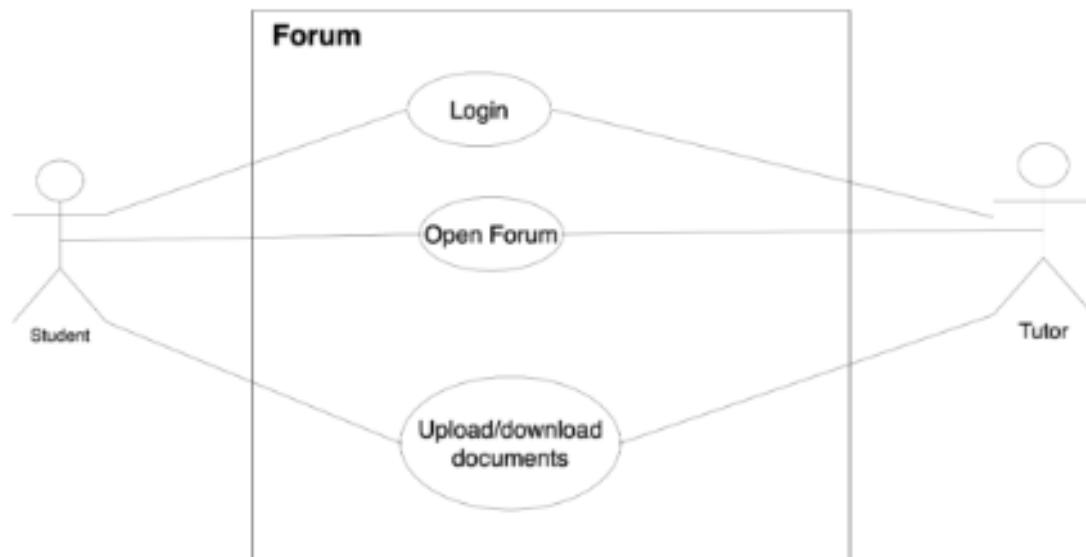 Forum
Login
Open Forum
Student
Tutor
Upload/download
documents